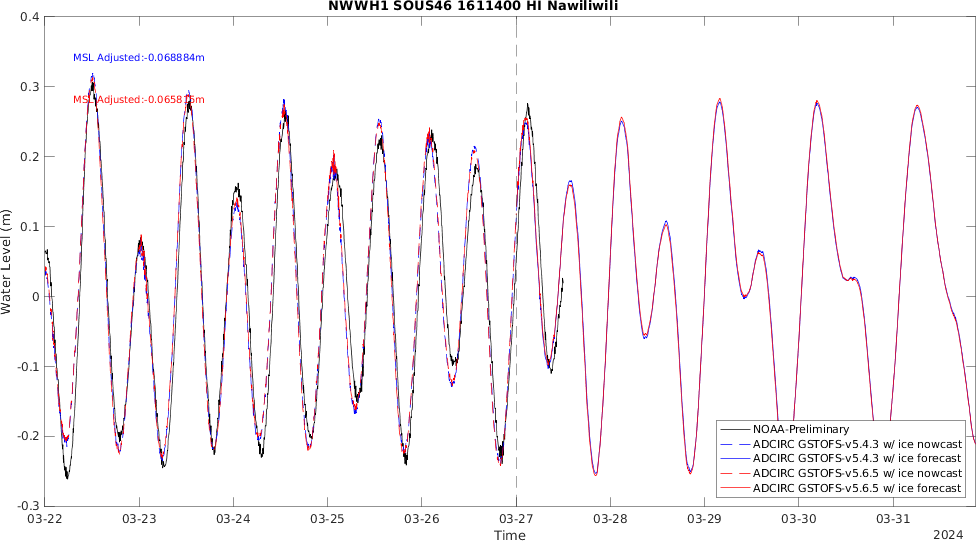 NWWH1 SOUS46 1611400 HI Nawiliwili
0.4
0.3
0.2
0.1
0
-0.1
-0.2
-0.3
Water Level (m)
MSL Adjusted:-0.068884m
NOAA-Preliminary
ADCIRC GSTOFS-v5.4.3 w/ ice nowcast
ADCIRC GSTOFS-v5.4.3 w/ ice forecast
ADCIRC GSTOFS-v5.6.5 w/ ice nowcast
ADCIRC GSTOFS-v5.6.5 w/ ice forecast
03-22 03-23 03-24 03-25 03-26 03-27 03-28 03-29 03-30 03-31
Time
2024